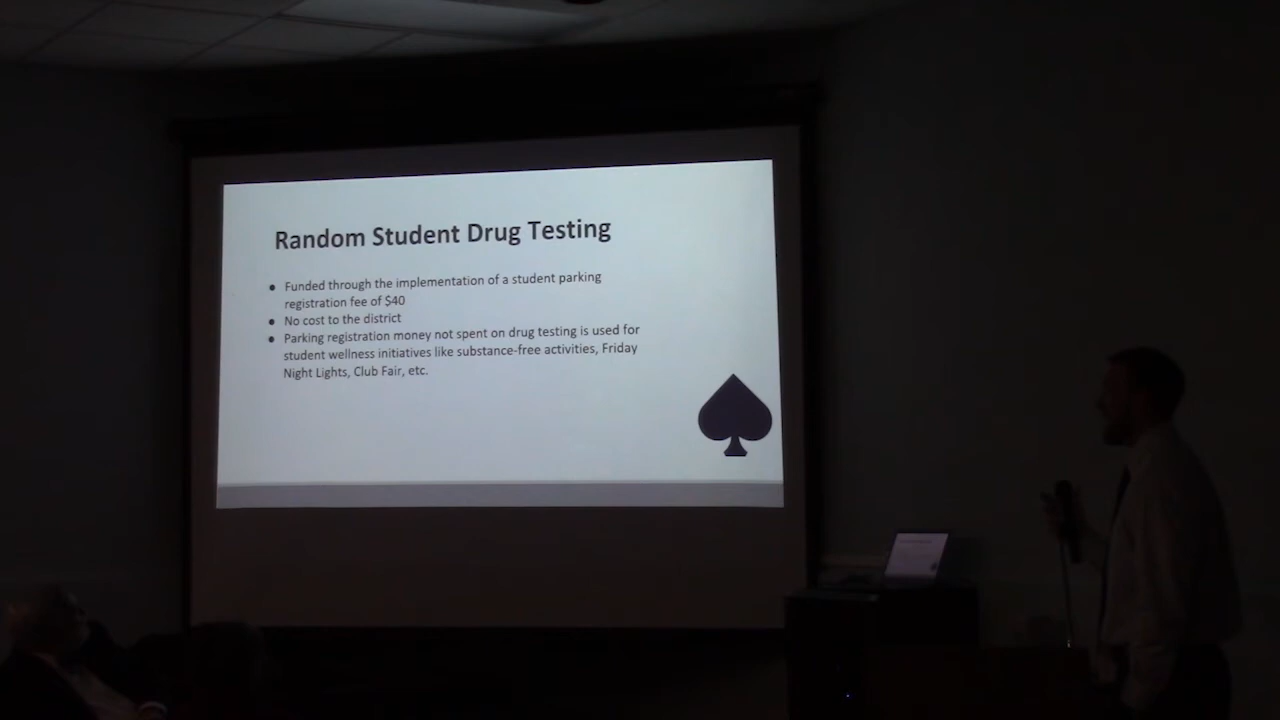 Random Student Drug Testing
● Funded through the implementation of a student parking
registration fee of $40
● No cost to the district
● Parking registration money not spent on drug testing is used for
student wellness initiatives like substance-free activities, Friday
Night Lights, Club Fair, etc.